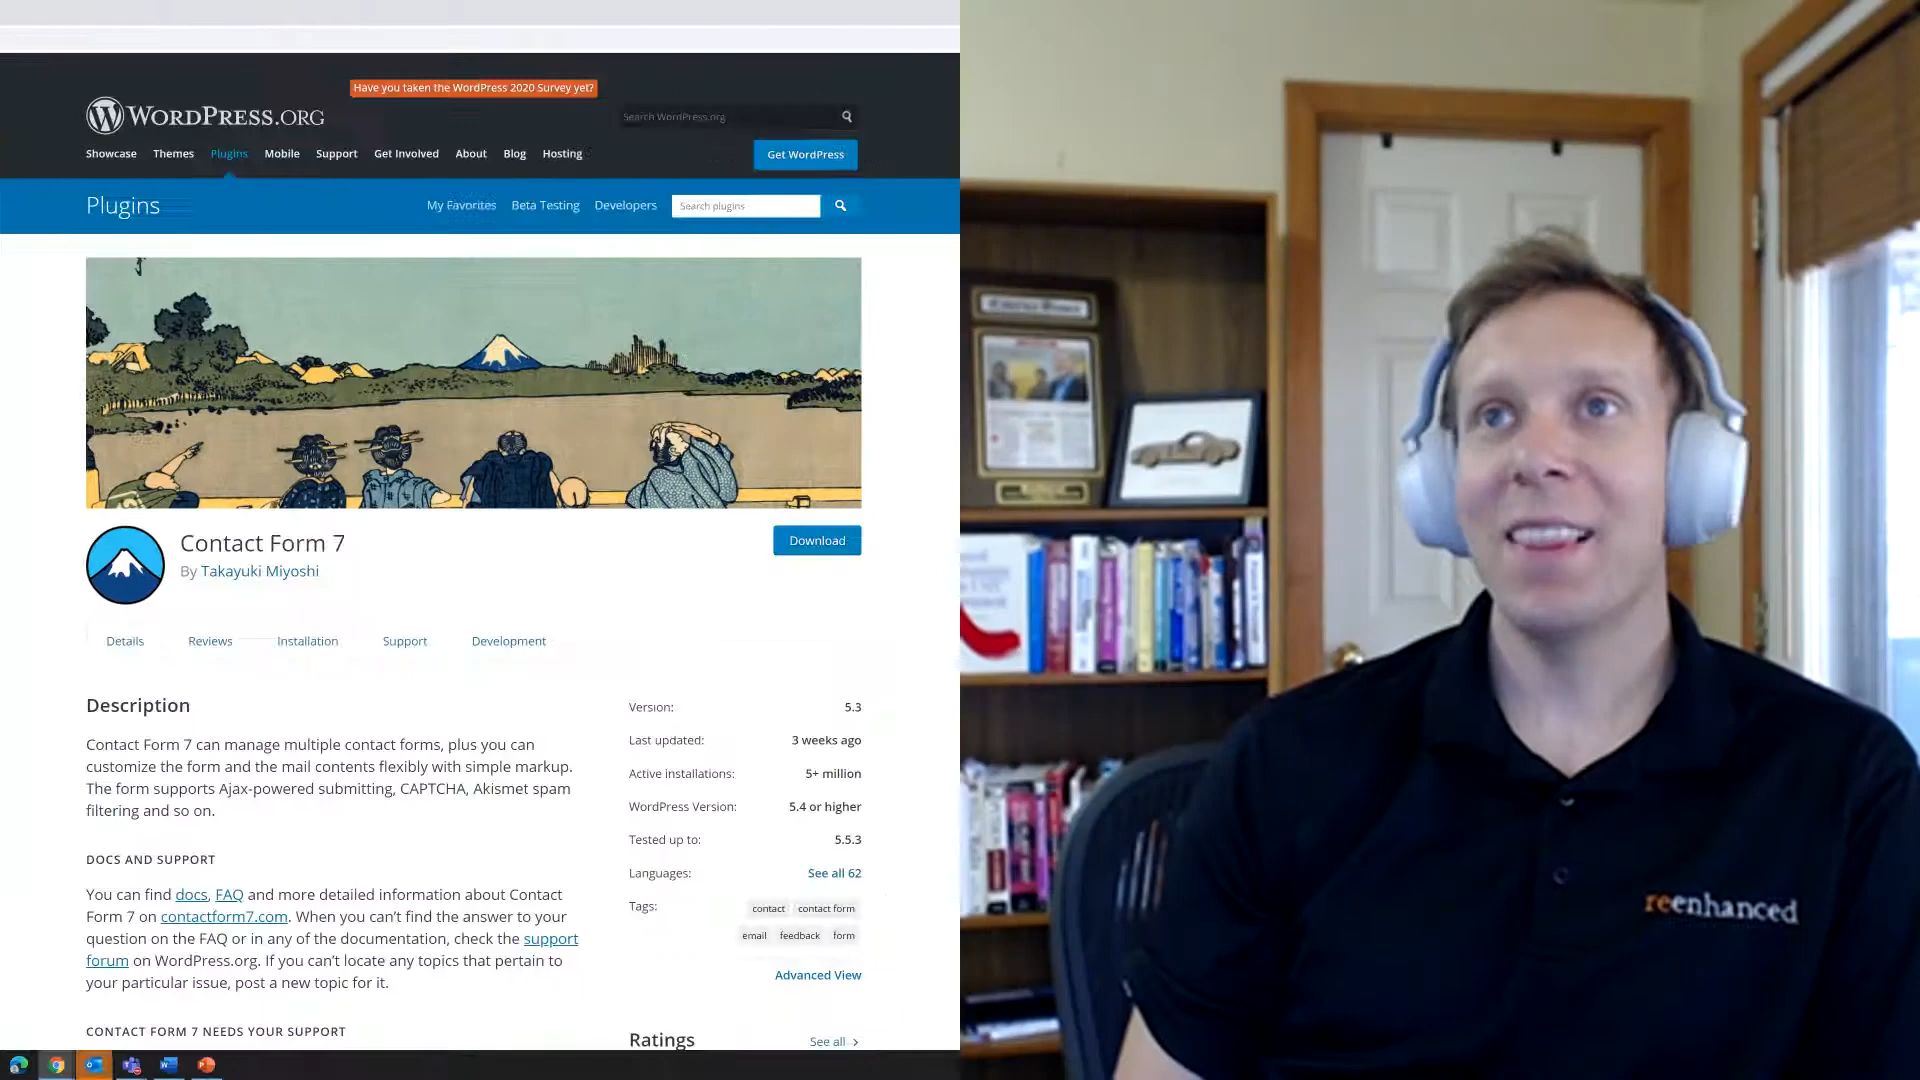 Have you taken the WordPress 2020 Survey yet?
WORDPRESS.ORG
Search WordPress.org
Showcase Themes Plugins Mobile Support Get Involved About Blog Hosting
Get WordPress
Plugins
My Favorites Beta Testing Developers
Search plugins
Contact Form 7
By Takayuki Miyoshi
Download
Details Reviews Installation Support Development
Description
Contact Form 7 can manage multiple contact forms, plus you can
customize the form and the mail contents flexibly with simple markup.
The form supports Ajax-powered submitting, CAPTCHA, Akismet spam
filtering and so on.
DOCS AND SUPPORT
You can find docs, FAQ and more detailed information about Contact
Form 7 on contactform7.com. When you can’t find the answer to your
question on the FAQ or in any of the documentation, check the support
forum on WordPress.org. If you can’t locate any topics that pertain to
your particular issue, post a new topic for it.
CONTACT FORM 7 NEEDS YOUR SUPPORT
Version: 5.3
Last updated: 3 weeks ago
Active installations: 5+ million
WordPress Version: 5.4 or higher
Tested up to: 5.5.3
Languages: See all 62
Tags: contact contact form
email feedback form
Advanced View
Ratings
See all
reenhanced